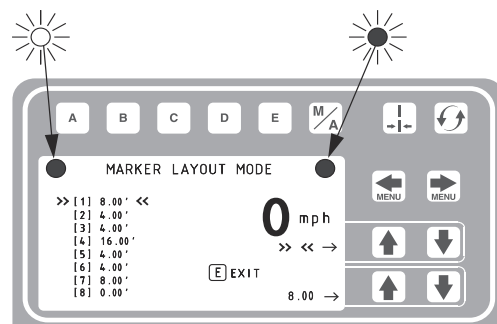 A B C D E M/A
MARKER LAYOUT MODE
MENU MENU
>> [1] 8.00' <<
[2] 4.00'
[3] 4.00'
[4] 16.00'
[5] 4.00'
[6] 4.00'
[7] 8.00'
[8] 0.00'
0 mph
>> << →
E EXIT
8.00 →